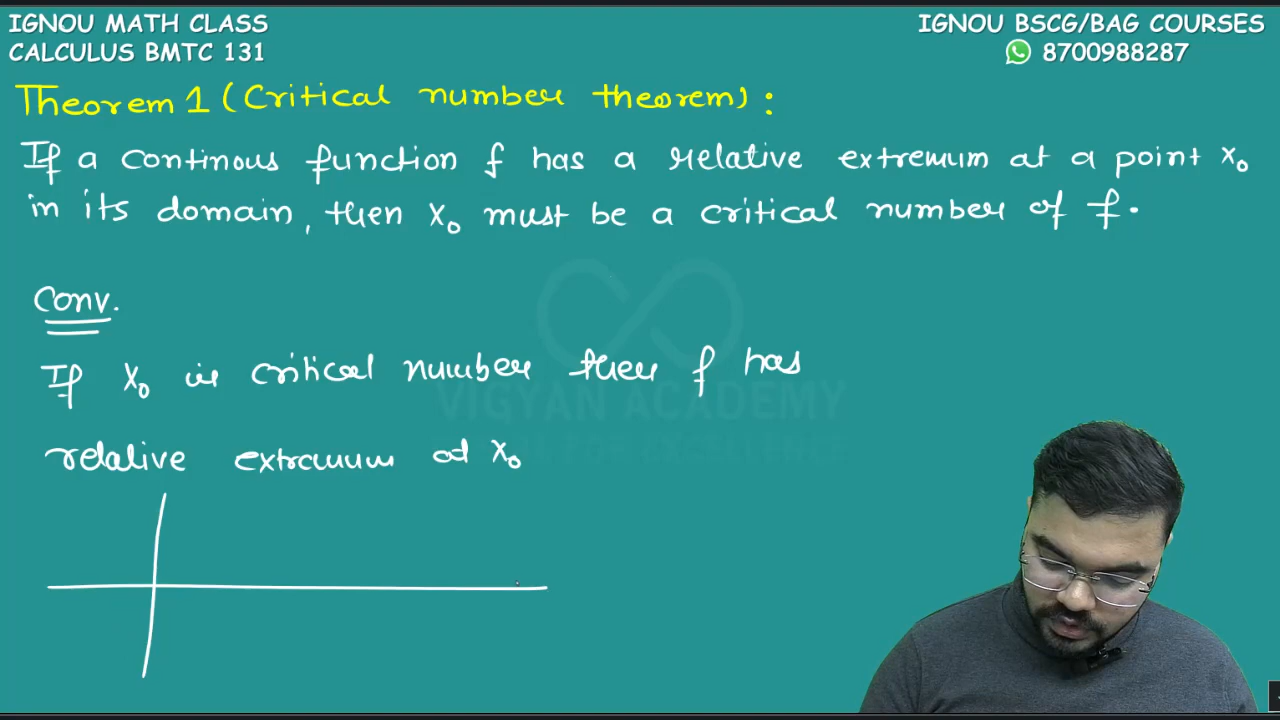 IGNOU MATH CLASS
IGNOU BSCG/BAG COURSES
CALCULUS BMTC 131
8700988287
Theorem 1 (Critical number theorem) :
If a continous function f has a relative extremum at a point x₀
in its domain, then x₀ must be a critical number of f.
Conv.
If x₀ is critical number then f has
relative extremum at x₀
VIGYAN ACADEMY